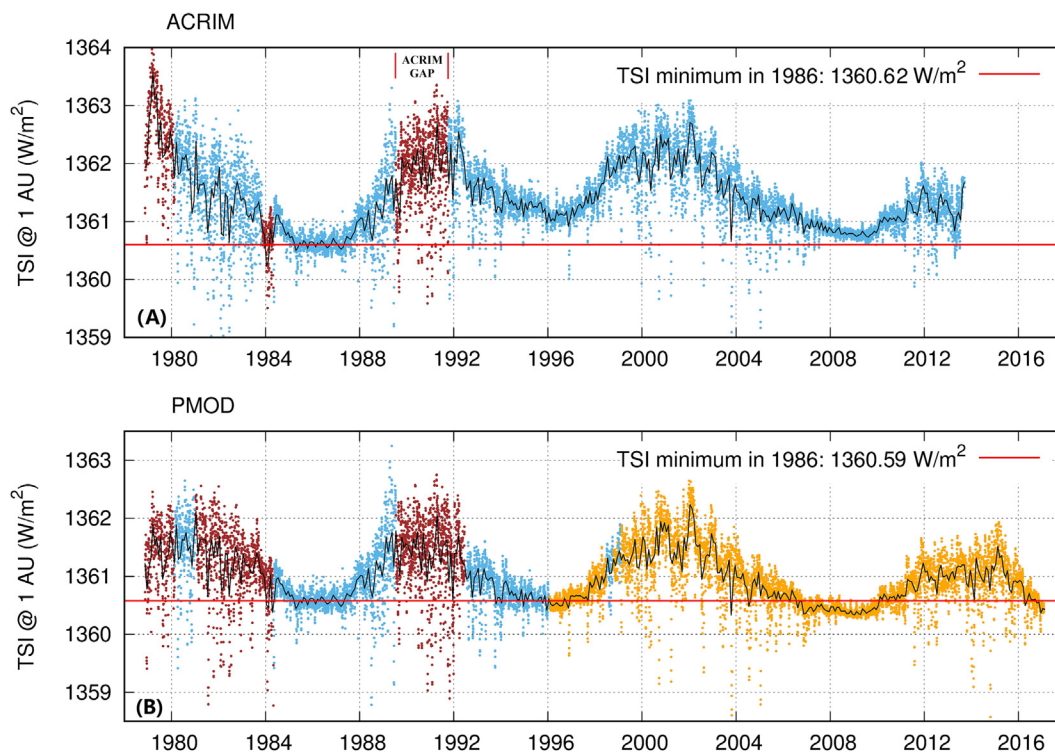 ACRIM
1364
1363
1362
1361
1360
1359
TSI @ 1 AU (W/m²)
ACRIM
GAP
TSI minimum in 1986: 1360.62 W/m²
(A)
1980 1984 1988 1992 1996 2000 2004 2008 2012 2016
PMOD
1363
1362
1361
1360
1359
TSI @ 1 AU (W/m²)
TSI minimum in 1986: 1360.59 W/m²
(B)
1980 1984 1988 1992 1996 2000 2004 2008 2012 2016